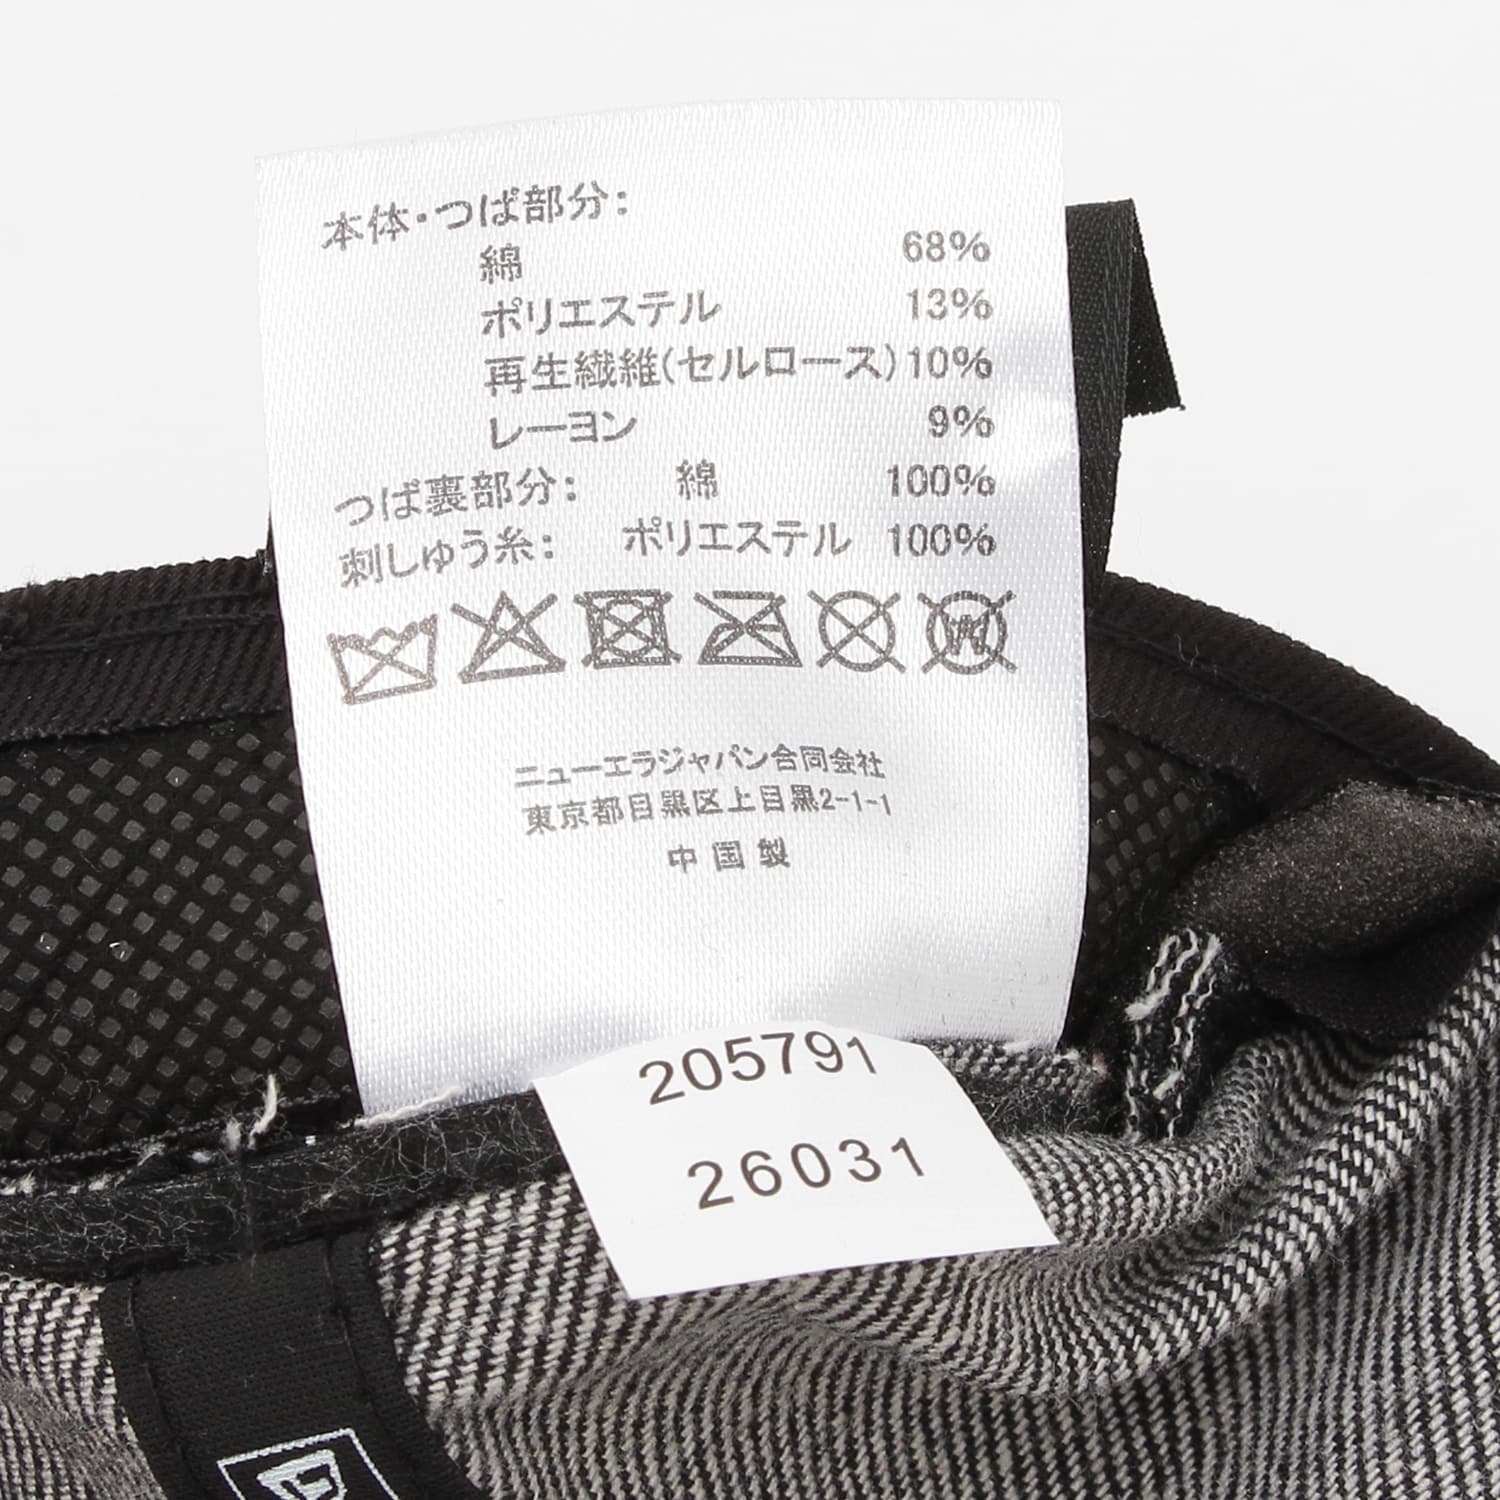 本体・つば部分:
綿 68%
ポリエステル 13%
再生繊維(セルロース) 10%
レーヨン 9%
つば裏部分: 綿 100%
刺しゅう糸: ポリエステル 100%
W
ニューエラジャパン合同会社
東京都目黒区上目黒2-1-1
中国製
205791
26031